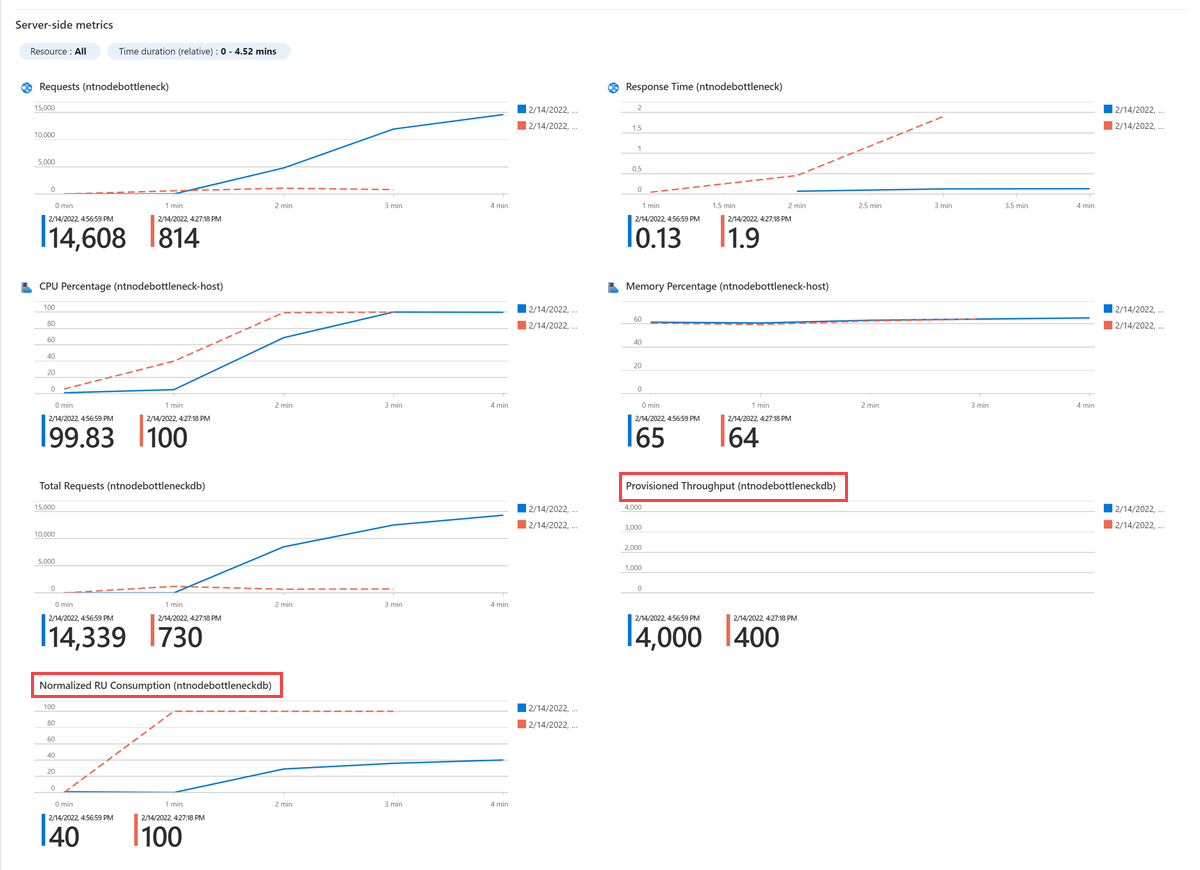 Server-side metrics
Resource : All
Time duration (relative) : 0 - 4.52 mins
Requests (ntnodebottleneck)
15,000
10,000
5,000
0
0 min 1 min 2 min 3 min 4 min
2/14/2022, ...
2/14/2022, ...
2/14/2022, 4:56:59 PM
14,608
2/14/2022, 4:27:18 PM
814
Response Time (ntnodebottleneck)
2
1.5
1
0.5
0
1 min 1.5 min 2 min 2.5 min 3 min 3.5 min 4 min
2/14/2022, ...
2/14/2022, ...
2/14/2022, 4:56:59 PM
0.13
2/14/2022, 4:27:18 PM
1.9
CPU Percentage (ntnodebottleneck-host)
100
80
60
40
20
0
0 min 1 min 2 min 3 min 4 min
2/14/2022, ...
2/14/2022, ...
2/14/2022, 4:56:59 PM
99.83
2/14/2022, 4:27:18 PM
100
Memory Percentage (ntnodebottleneck-host)
60
40
20
0
0 min 1 min 2 min 3 min 4 min
2/14/2022, ...
2/14/2022, ...
2/14/2022, 4:56:59 PM
65
2/14/2022, 4:27:18 PM
64
Total Requests (ntnodebottleneckdb)
15,000
10,000
5,000
0
0 min 1 min 2 min 3 min 4 min
2/14/2022, ...
2/14/2022, ...
2/14/2022, 4:56:59 PM
14,339
2/14/2022, 4:27:18 PM
730
Provisioned Throughput (ntnodebottleneckdb)
4,000
3,000
2,000
1,000
0
2/14/2022, ...
2/14/2022, ...
2/14/2022, 4:56:59 PM
4,000
2/14/2022, 4:27:18 PM
400
Normalized RU Consumption (ntnodebottleneckdb)
100
80
60
40
20
0
0 min 1 min 2 min 3 min 4 min
2/14/2022, ...
2/14/2022, ...
2/14/2022, 4:56:59 PM
40
2/14/2022, 4:27:18 PM
100